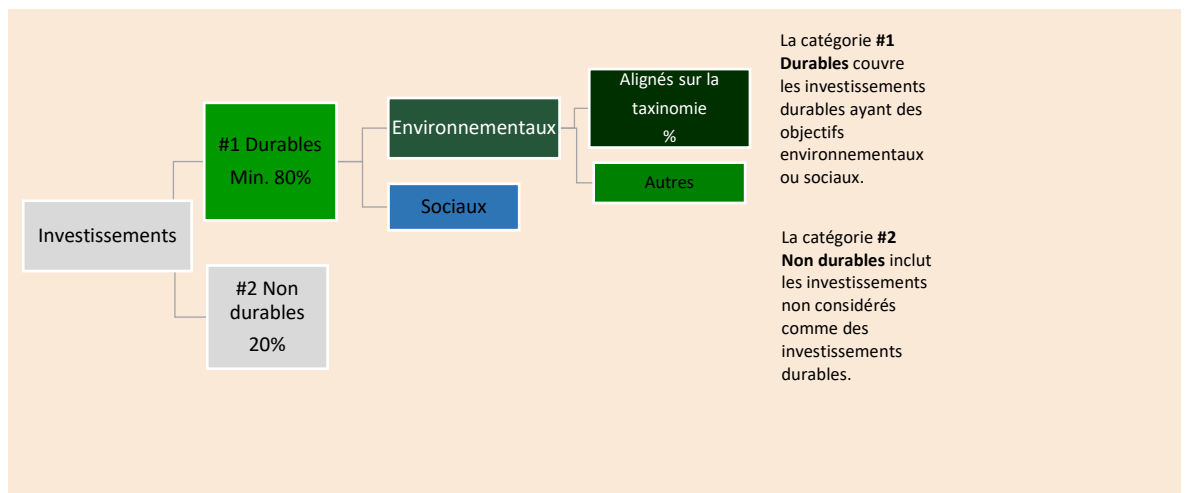 Investissements
#1 Durables
Min. 80%
#2 Non
durables
20%
Environnementaux
Sociaux
Alignés sur la
taxinomie
%
Autres
La catégorie #1
Durables couvre
les investissements
durables ayant des
objectifs
environnementaux
ou sociaux.
La catégorie #2
Non durables inclut
les investissements
non considérés
comme des
investissements
durables.